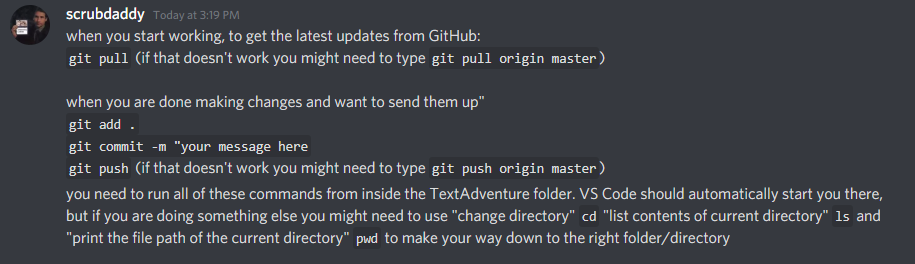 scrubdaddy Today at 3:19 PM
when you start working, to get the latest updates from GitHub:
git pull (if that doesn't work you might need to type git pull origin master)
when you are done making changes and want to send them up"
git add .
git commit -m "your message here
git push (if that doesn't work you might need to type git push origin master)
you need to run all of these commands from inside the TextAdventure folder. VS Code should automatically start you there,
but if you are doing something else you might need to use "change directory" cd "list contents of current directory" ls and
"print the file path of the current directory" pwd to make your way down to the right folder/directory